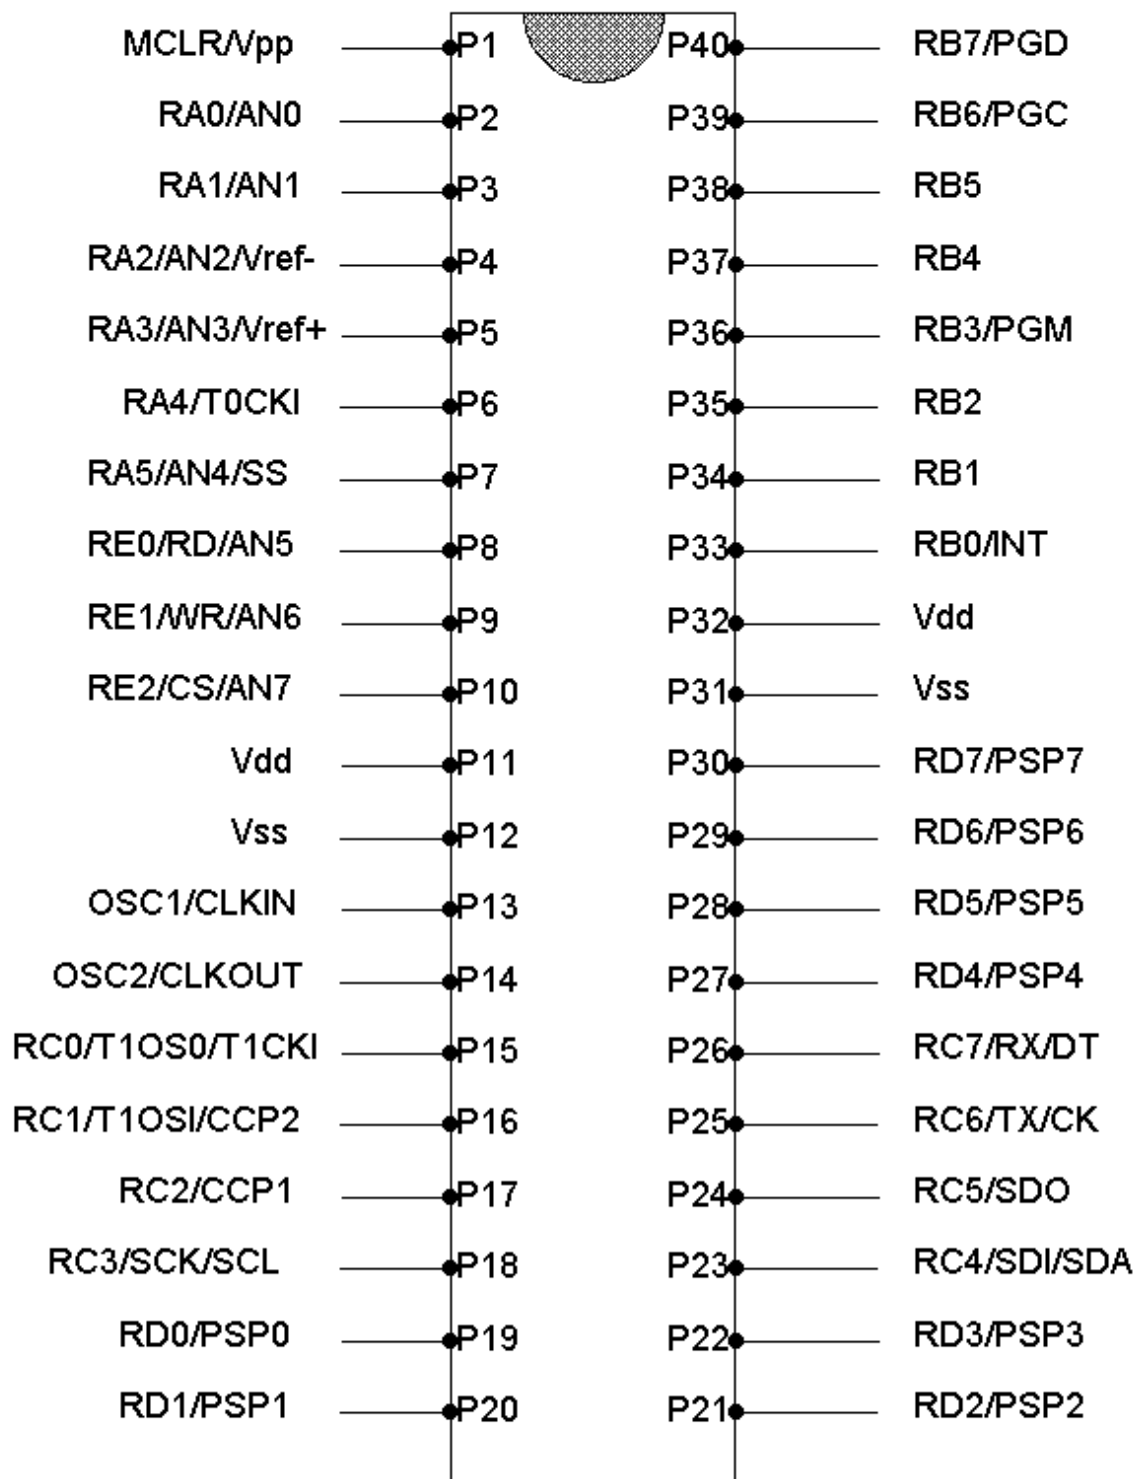 MCLR/Vpp P1 P40 RB7/PGD
RA0/AN0 P2 P39 RB6/PGC
RA1/AN1 P3 P38 RB5
RA2/AN2/Vref- P4 P37 RB4
RA3/AN3/Vref+ P5 P36 RB3/PGM
RA4/T0CKI P6 P35 RB2
RA5/AN4/SS P7 P34 RB1
RE0/RD/AN5 P8 P33 RB0/INT
RE1/WR/AN6 P9 P32 Vdd
RE2/CS/AN7 P10 P31 Vss
Vdd P11 P30 RD7/PSP7
Vss P12 P29 RD6/PSP6
OSC1/CLKIN P13 P28 RD5/PSP5
OSC2/CLKOUT P14 P27 RD4/PSP4
RC0/T1OS0/T1CKI P15 P26 RC7/RX/DT
RC1/T1OSI/CCP2 P16 P25 RC6/TX/CK
RC2/CCP1 P17 P24 RC5/SDO
RC3/SCK/SCL P18 P23 RC4/SDI/SDA
RD0/PSP0 P19 P22 RD3/PSP3
RD1/PSP1 P20 P21 RD2/PSP2